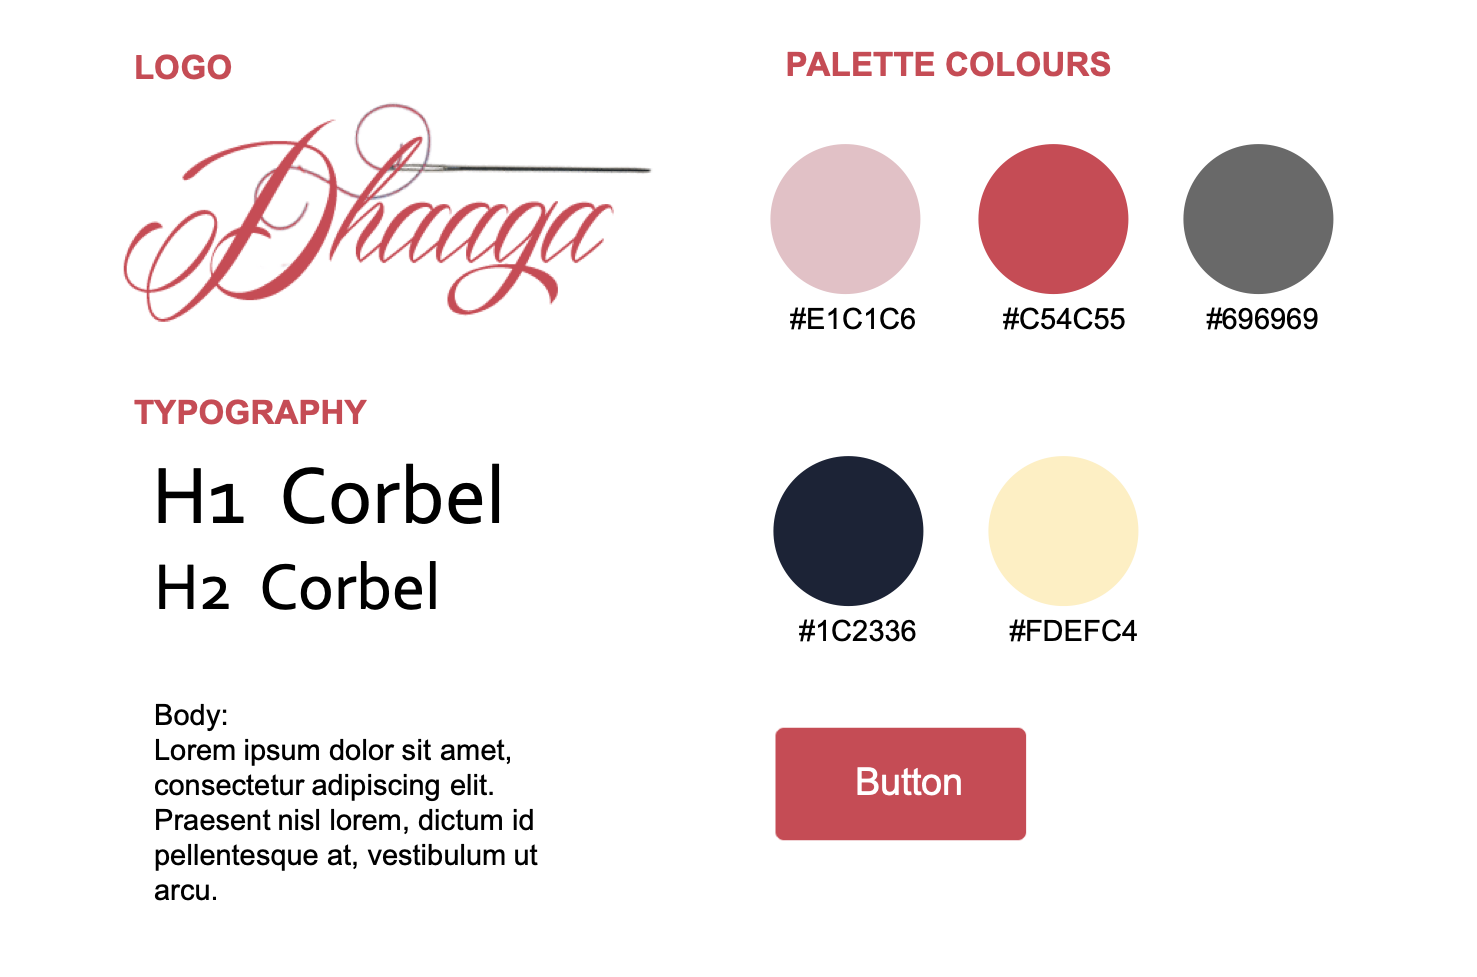 LOGO
Dhaaga
TYPOGRAPHY
H1 Corbel
H2 Corbel
Body:
Lorem ipsum dolor sit amet,
consectetur adipiscing elit.
Praesent nisl lorem, dictum id
pellentesque at, vestibulum ut
arcu.
PALETTE COLOURS
#E1C1C6
#C54C55
#696969
#1C2336
#FDEFC4
Button